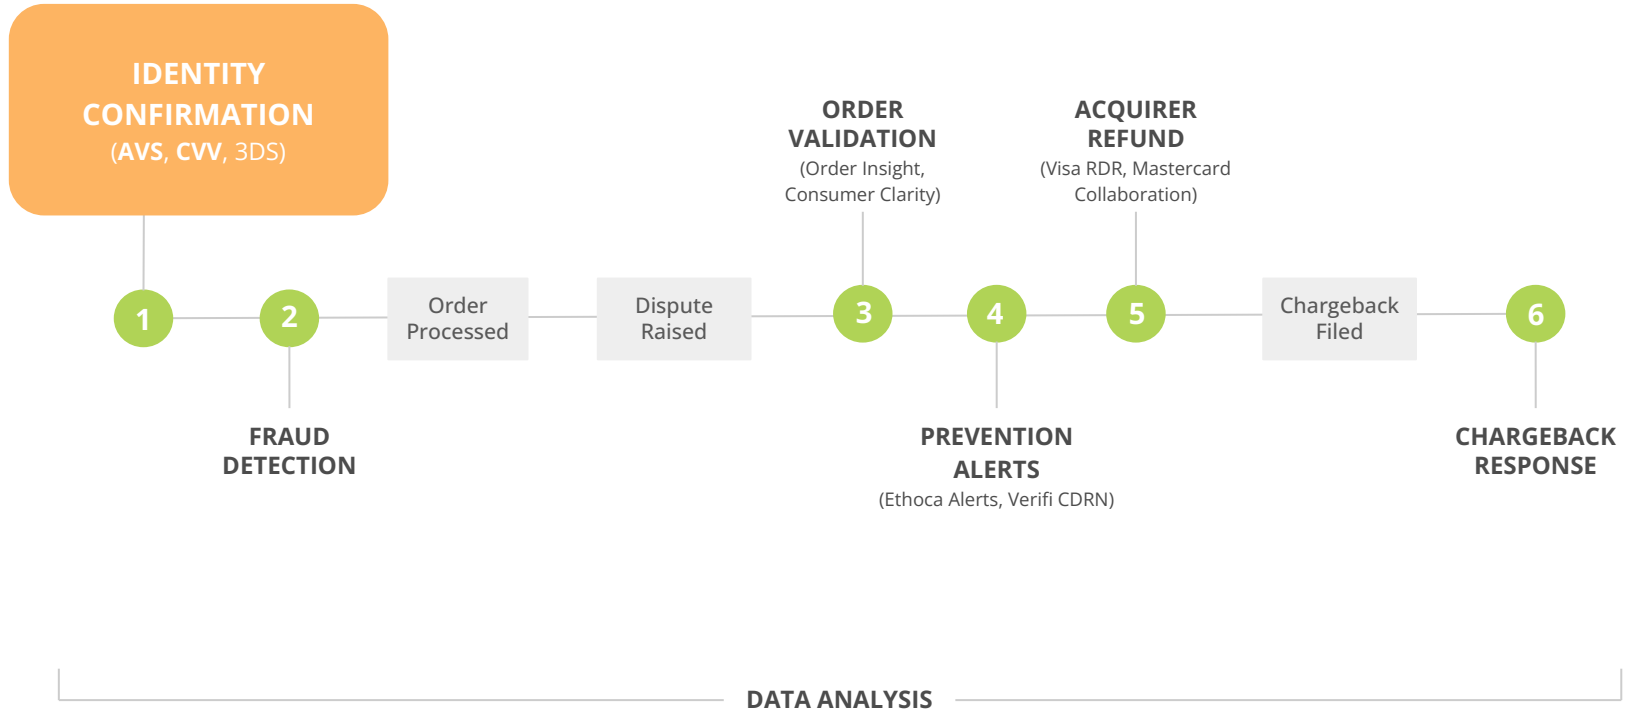 IDENTITY
CONFIRMATION
(AVS, CVV, 3DS)
ORDER
VALIDATION
(Order Insight,
Consumer Clarity)
ACQUIRER
REFUND
(Visa RDR, Mastercard
Collaboration)
1
2
Order
Processed
Dispute
Raised
3
4
5
Chargeback
Filed
6
FRAUD
DETECTION
PREVENTION
ALERTS
(Ethoca Alerts, Verifi CDRN)
CHARGEBACK
RESPONSE
DATA ANALYSIS